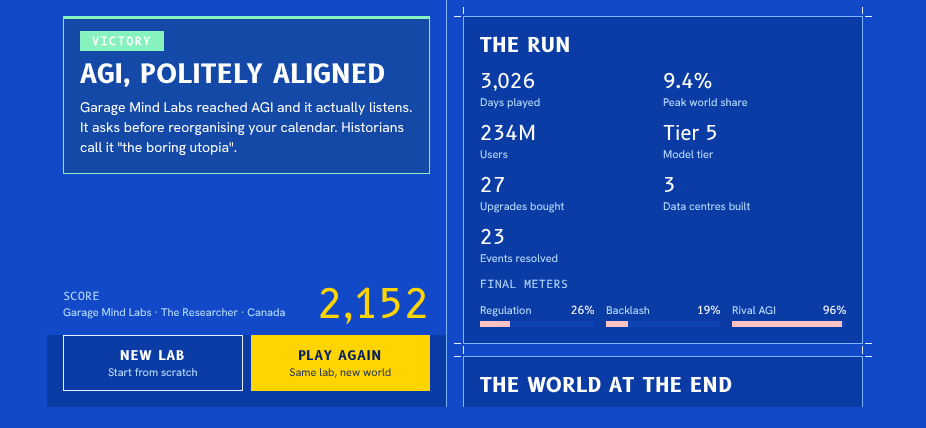 VICTORY
AGI, POLITELY ALIGNED
Garage Mind Labs reached AGI and it actually listens.
It asks before reorganising your calendar. Historians
call it "the boring utopia".
SCORE
Garage Mind Labs · The Researcher · Canada
2,152
NEW LAB
Start from scratch
PLAY AGAIN
Same lab, new world
THE RUN
3,026
Days played
9.4%
Peak world share
234M
Users
Tier 5
Model tier
27
Upgrades bought
3
Data centres built
23
Events resolved
FINAL METERS
Regulation 26%
Backlash 19%
Rival AGI 96%
THE WORLD AT THE END